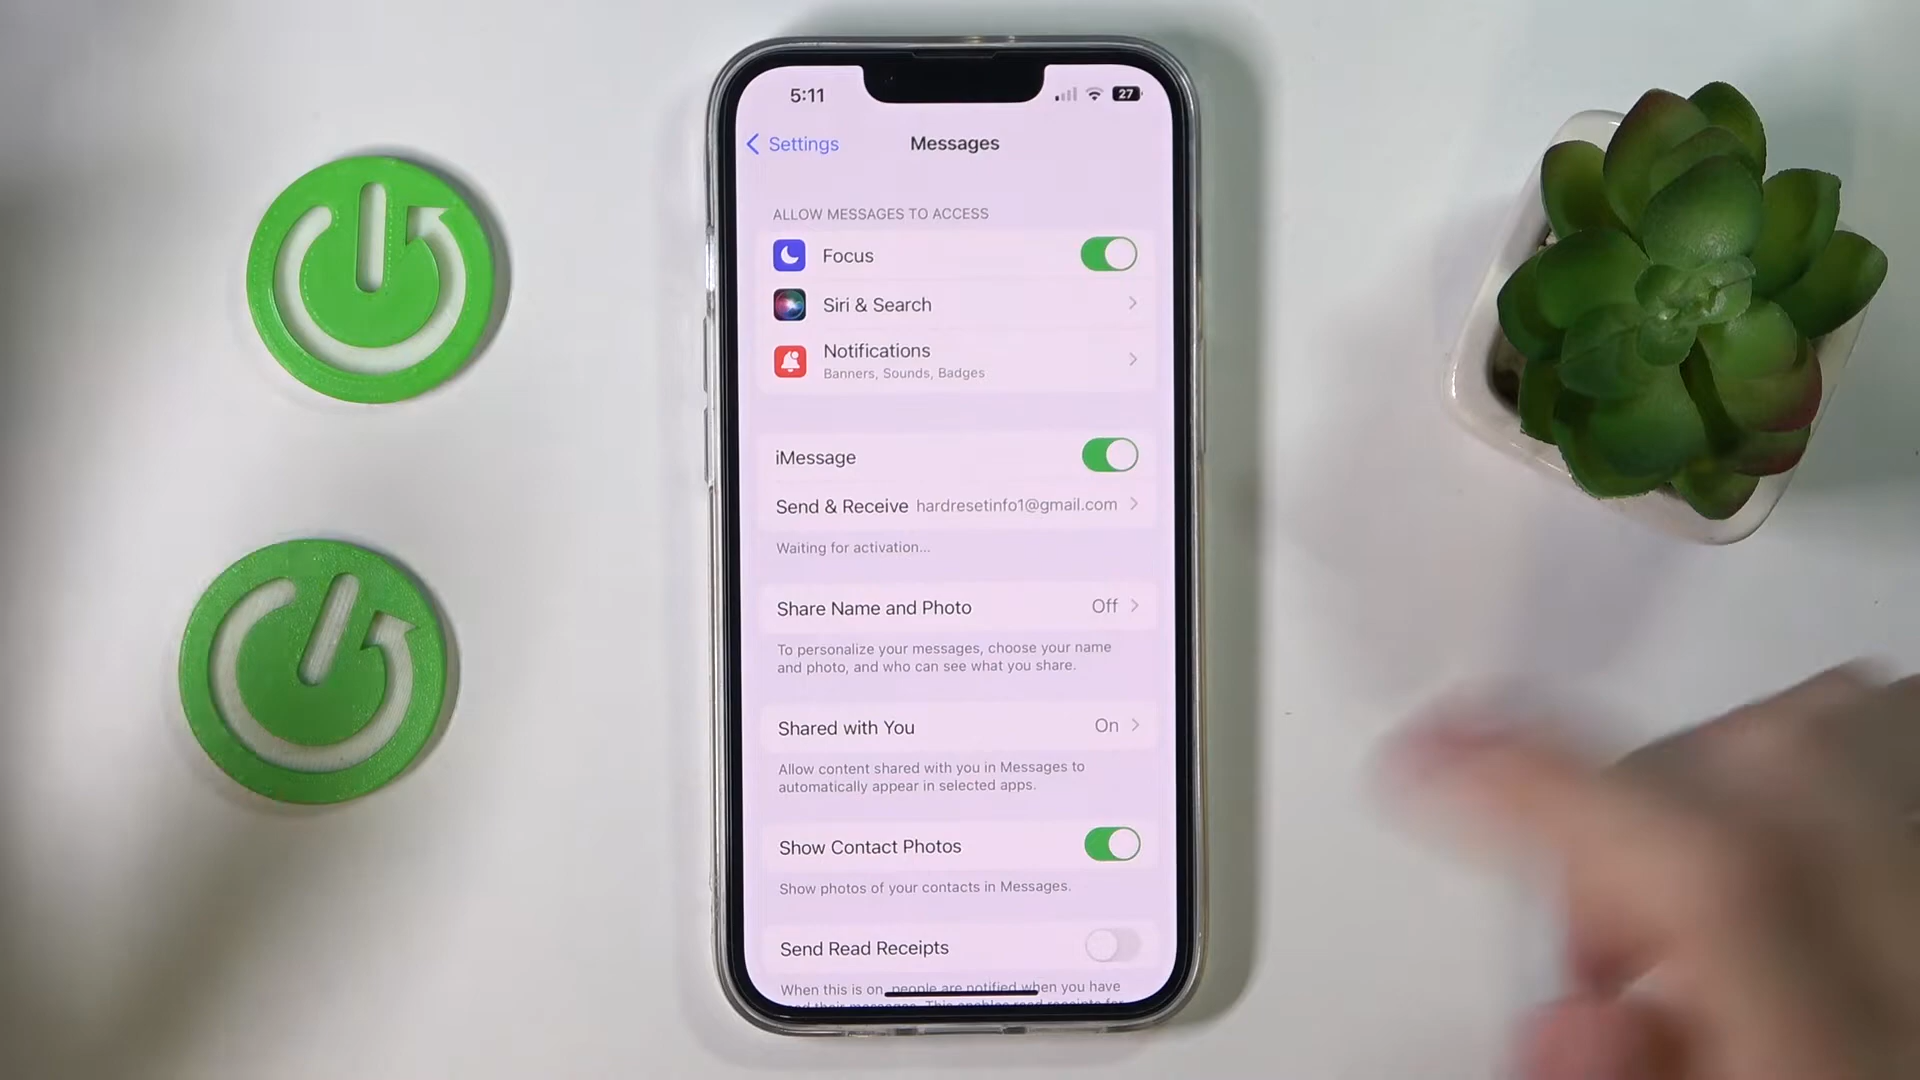 5:11
27
Settings
Messages
ALLOW MESSAGES TO ACCESS
Focus
Siri & Search
Notifications
Banners, Sounds, Badges
iMessage
Send & Receive hardresetinfo1@gmail.com
Waiting for activation...
Share Name and Photo Off
To personalize your messages, choose your name
and photo, and who can see what you share.
Shared with You On
Allow content shared with you in Messages to
automatically appear in selected apps.
Show Contact Photos
Show photos of your contacts in Messages.
Send Read Receipts
When this is on, people are notified when you have